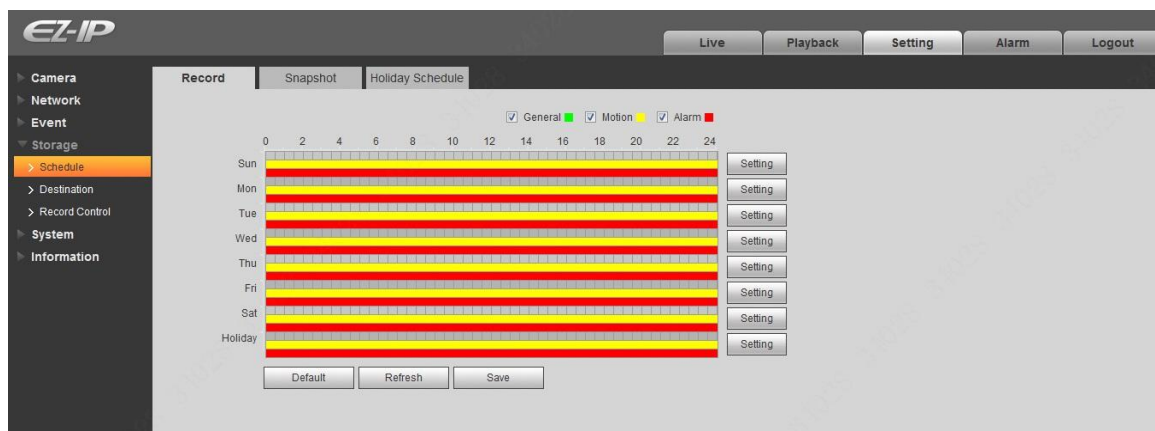 EZ-IP
Live Playback Setting Alarm Logout
Camera
Network
Event
Storage
Schedule
Destination
Record Control
System
Information
Record Snapshot Holiday Schedule
General Motion Alarm
0 2 4 6 8 10 12 14 16 18 20 22 24
Sun Setting
Mon Setting
Tue Setting
Wed Setting
Thu Setting
Fri Setting
Sat Setting
Holiday Setting
Default Refresh Save